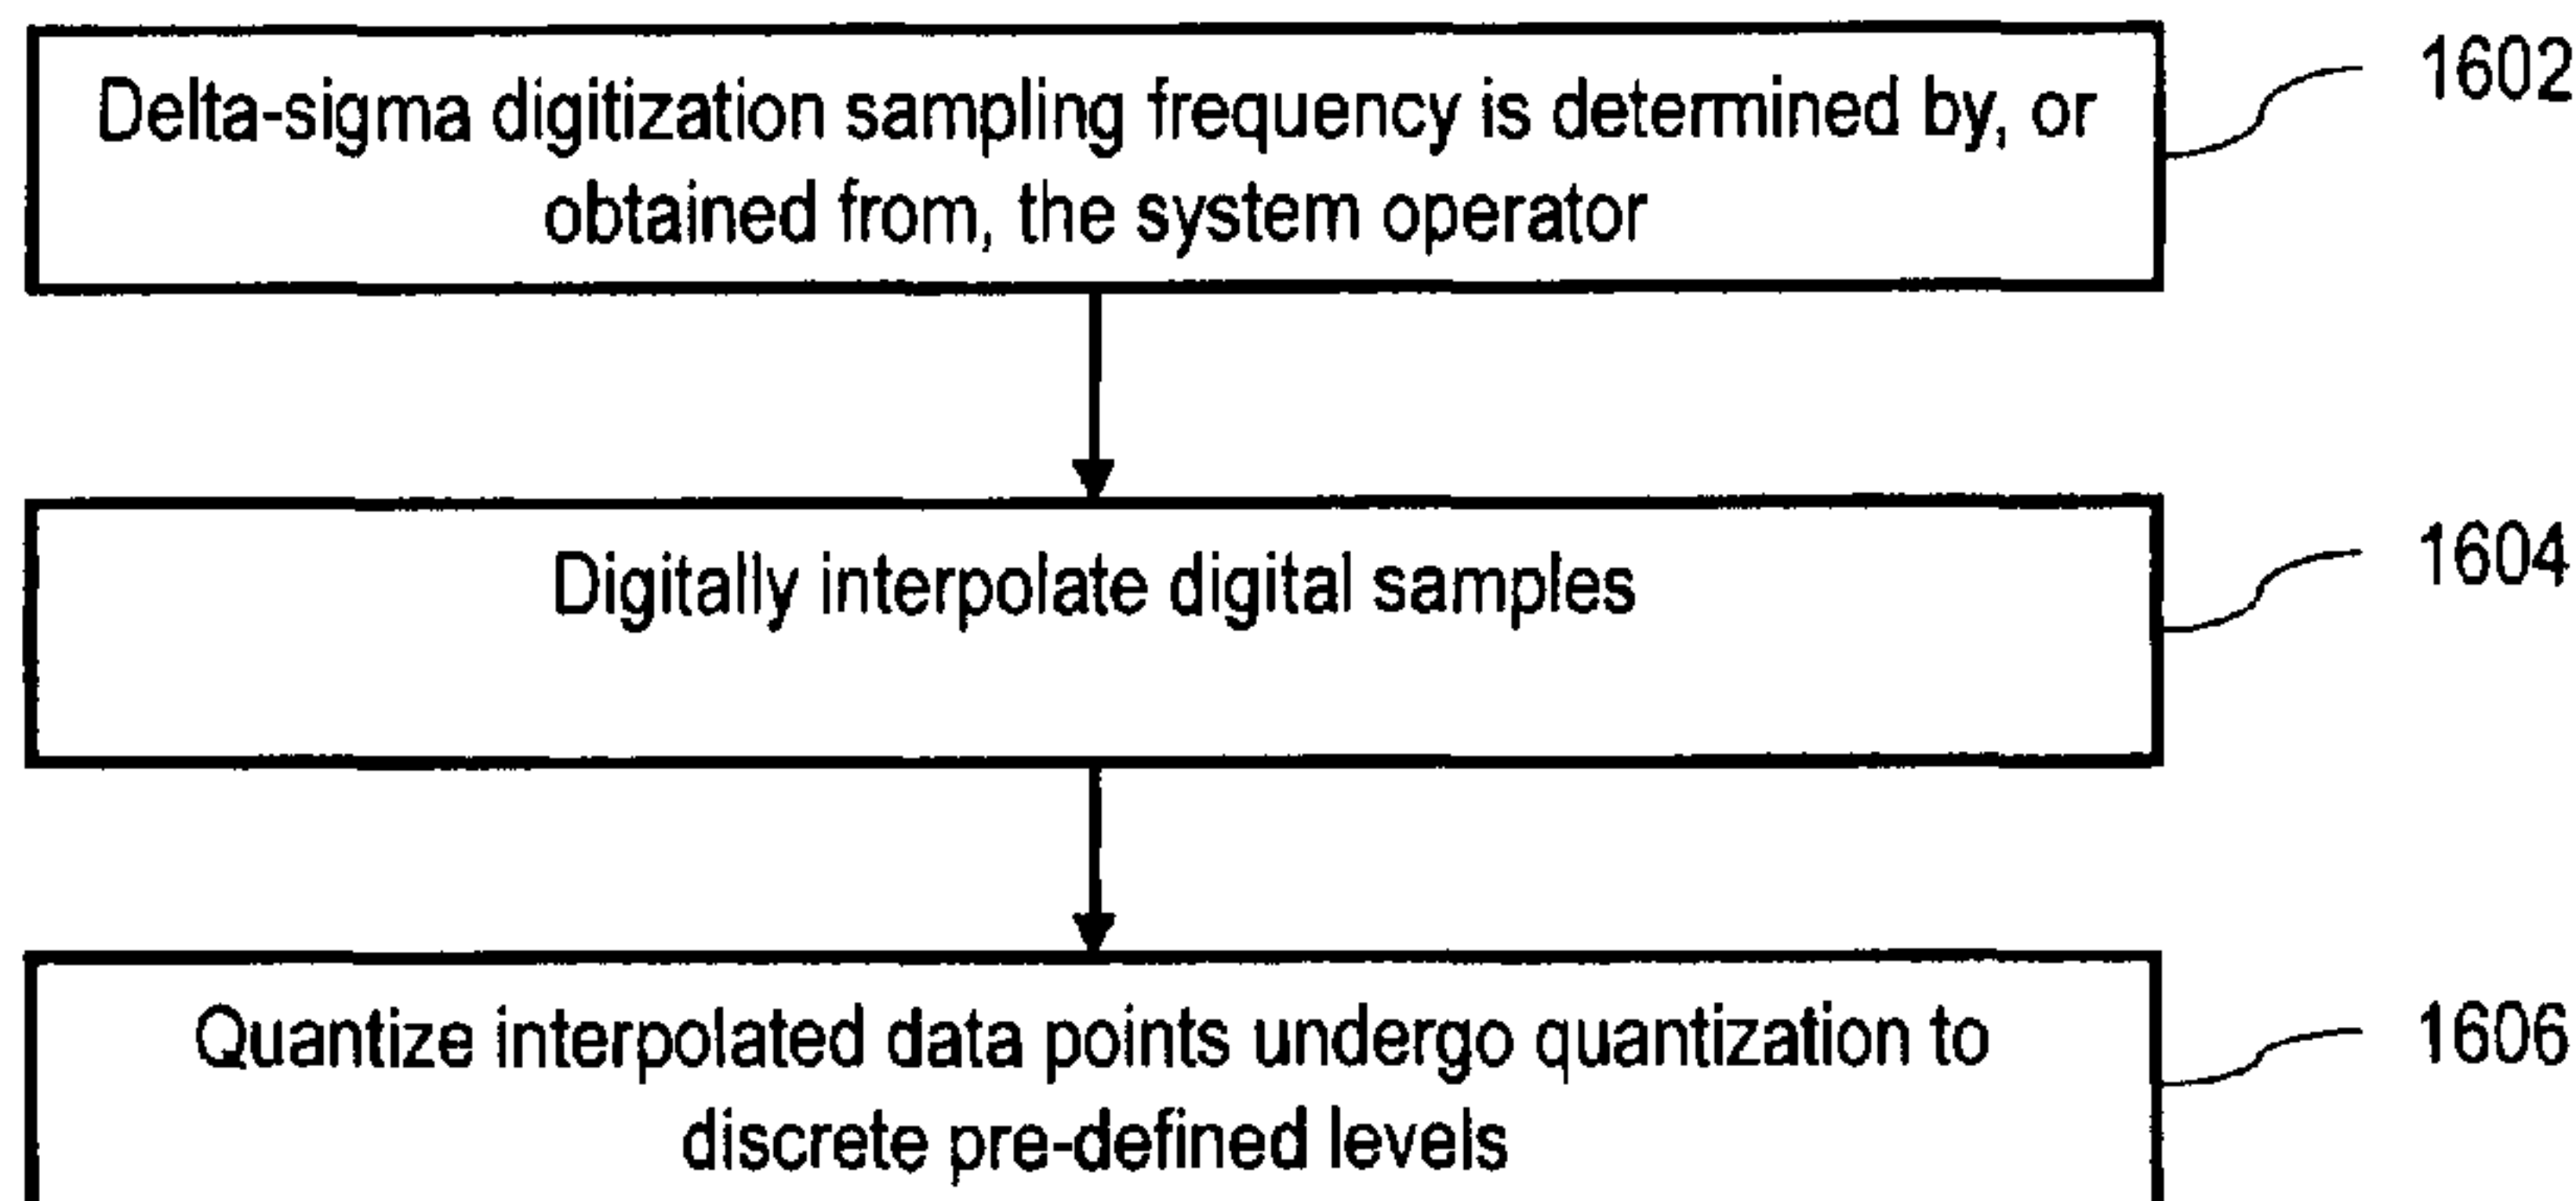 Delta-sigma digitization sampling frequency is determined by, or
obtained from, the system operator
1602
Digitally interpolate digital samples
1604
Quantize interpolated data points undergo quantization to
discrete pre-defined levels
1606